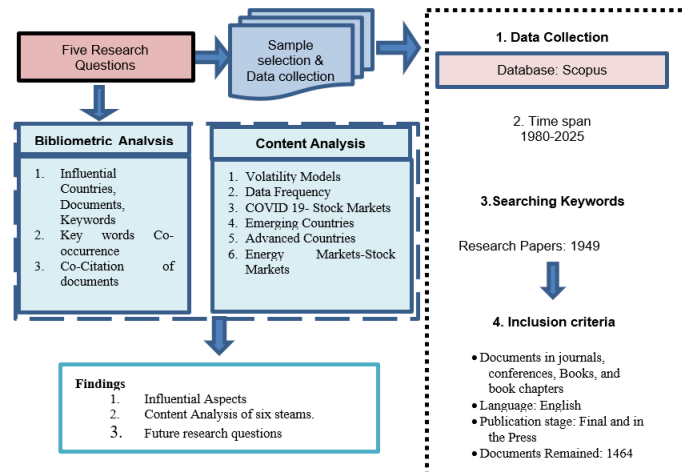 Five Research
Questions
Sample
selection &
Data collection
Bibliometric Analysis
1. Influential
Countries,
Documents,
Keywords
2. Key words Co-
occurrence
3. Co-Citation of
documents
Content Analysis
1. Volatility Models
2. Data Frequency
3. COVID 19- Stock Markets
4. Emerging Countries
5. Advanced Countries
6. Energy Markets-Stock
Markets
Findings
1. Influential Aspects
2. Content Analysis of six steams.
3. Future research questions
1. Data Collection
Database: Scopus
2. Time span
1980-2025
3.Searching Keywords
Research Papers: 1949
4. Inclusion criteria
• Documents in journals,
conferences, Books, and
book chapters
• Language: English
• Publication stage: Final and in
the Press
• Documents Remained: 1464